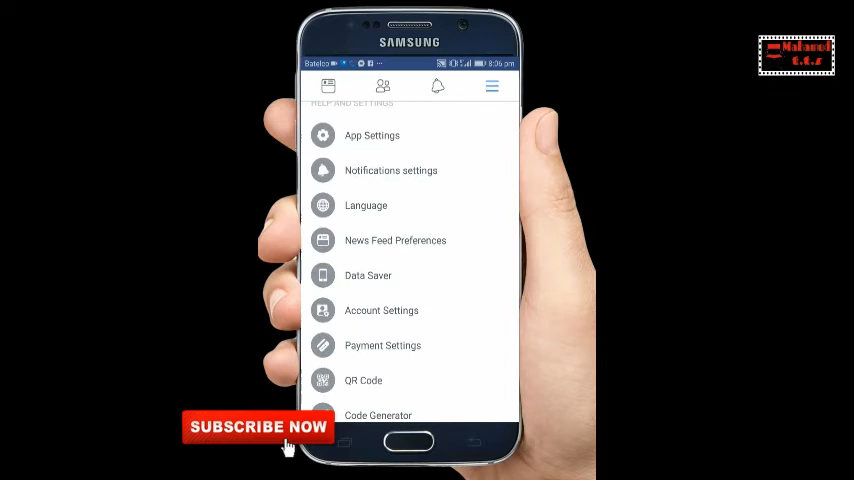 SAMSUNG
Batelco
8:06 pm
HELP AND SETTINGS
App Settings
Notifications settings
Language
News Feed Preferences
Data Saver
Account Settings
Payment Settings
QR Code
Code Generator
SUBSCRIBE NOW